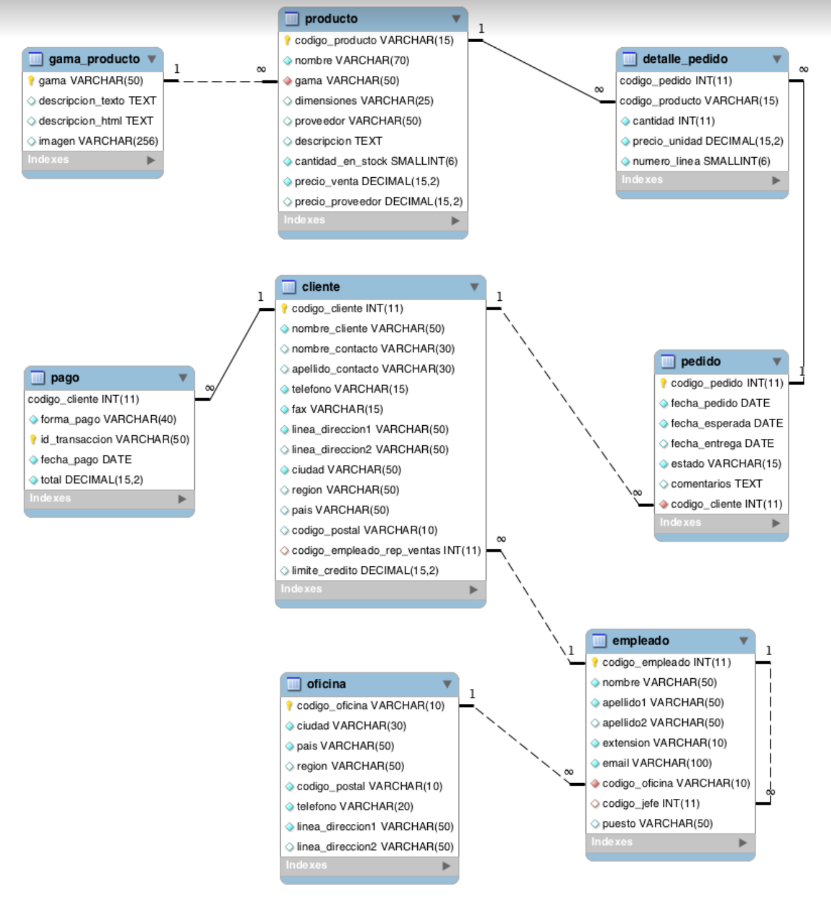 gama_producto
gama VARCHAR(50)
descripcion_texto TEXT
descripcion_html TEXT
imagen VARCHAR(256)
Indexes
1
∞
producto
codigo_producto VARCHAR(15)
nombre VARCHAR(70)
gama VARCHAR(50)
dimensiones VARCHAR(25)
proveedor VARCHAR(50)
descripcion TEXT
cantidad_en_stock SMALLINT(6)
precio_venta DECIMAL(15,2)
precio_proveedor DECIMAL(15,2)
Indexes
1
∞
detalle_pedido
codigo_pedido INT(11)
codigo_producto VARCHAR(15)
cantidad INT(11)
precio_unidad DECIMAL(15,2)
numero_linea SMALLINT(6)
Indexes
∞
1
pago
codigo_cliente INT(11)
forma_pago VARCHAR(40)
id_transaccion VARCHAR(50)
fecha_pago DATE
total DECIMAL(15,2)
Indexes
∞
1
cliente
codigo_cliente INT(11)
nombre_cliente VARCHAR(50)
nombre_contacto VARCHAR(30)
apellido_contacto VARCHAR(30)
telefono VARCHAR(15)
fax VARCHAR(15)
linea_direccion1 VARCHAR(50)
linea_direccion2 VARCHAR(50)
ciudad VARCHAR(50)
region VARCHAR(50)
pais VARCHAR(50)
codigo_postal VARCHAR(10)
codigo_empleado_rep_ventas INT(11)
limite_credito DECIMAL(15,2)
Indexes
1
∞
pedido
codigo_pedido INT(11)
fecha_pedido DATE
fecha_esperada DATE
fecha_entrega DATE
estado VARCHAR(15)
comentarios TEXT
codigo_cliente INT(11)
Indexes
∞
1
oficina
codigo_oficina VARCHAR(10)
ciudad VARCHAR(30)
pais VARCHAR(50)
region VARCHAR(50)
codigo_postal VARCHAR(10)
telefono VARCHAR(20)
linea_direccion1 VARCHAR(50)
linea_direccion2 VARCHAR(50)
Indexes
1
∞
empleado
codigo_empleado INT(11)
nombre VARCHAR(50)
apellido1 VARCHAR(50)
apellido2 VARCHAR(50)
extension VARCHAR(10)
email VARCHAR(100)
codigo_oficina VARCHAR(10)
codigo_jefe INT(11)
puesto VARCHAR(50)
Indexes
1
∞